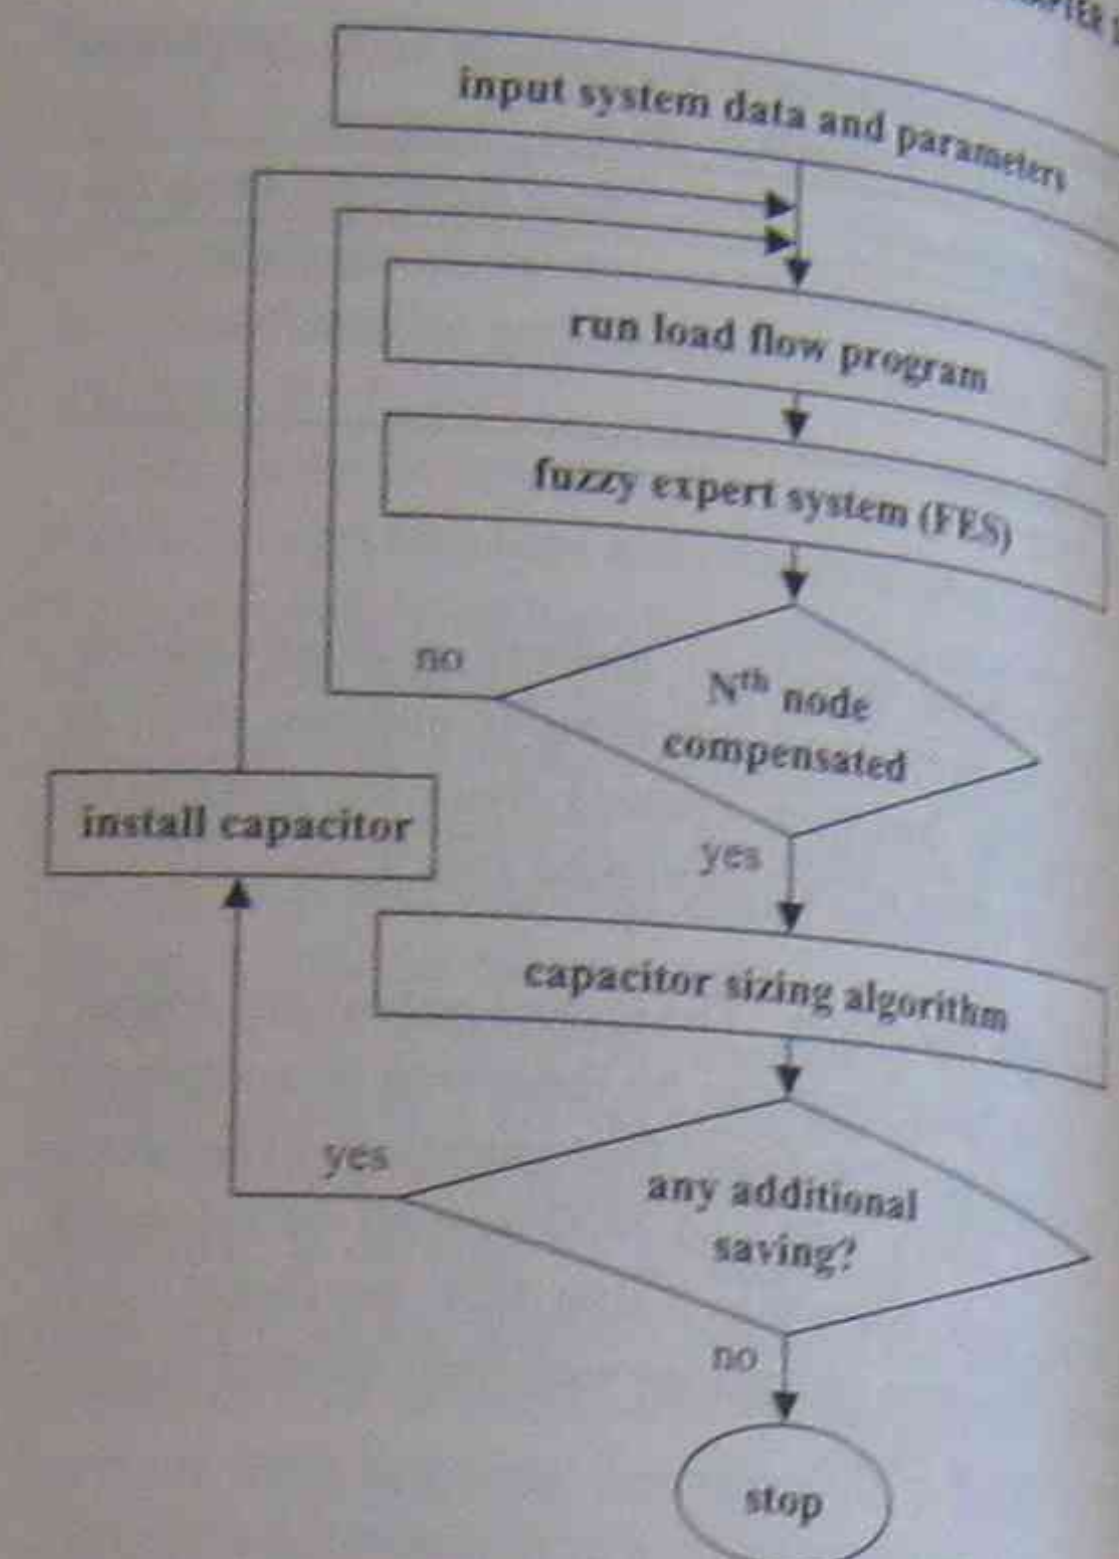 input system data and parameters
run load flow program
fuzzy expert system (FES)
no
Nth node
compensated
yes
install capacitor
capacitor sizing algorithm
yes
any additional
saving?
no
stop